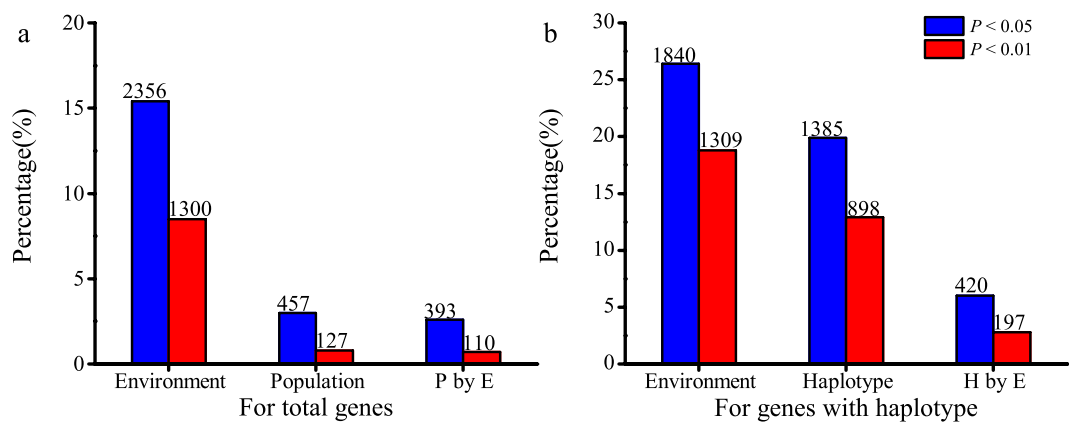 a
20
15
10
5
0
Percentage(%)
2356
1300
457
127
393
110
Environment
Population
P by E
For total genes
b
30
25
20
15
10
5
0
Percentage(%)
P < 0.05
P < 0.01
1840
1309
1385
898
420
197
Environment
Haplotype
H by E
For genes with haplotype